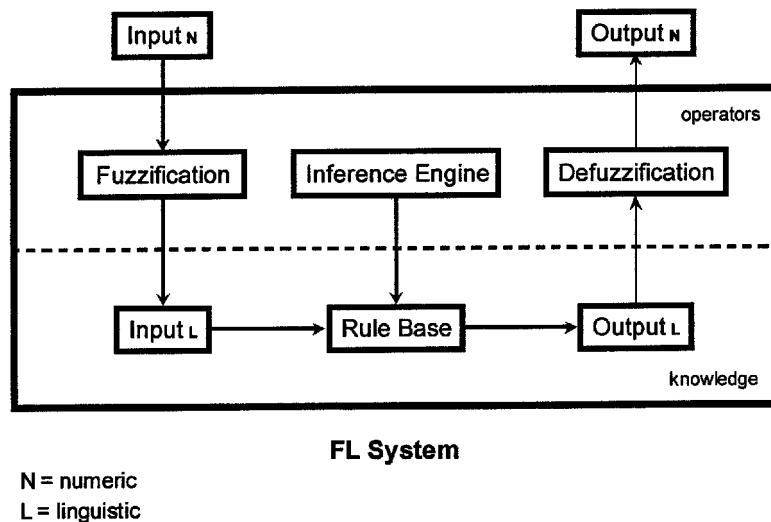 Input N
Output N
operators
Fuzzification
Inference Engine
Defuzzification
Input L
Rule Base
Output L
knowledge
FL System
N = numeric
L = linguistic